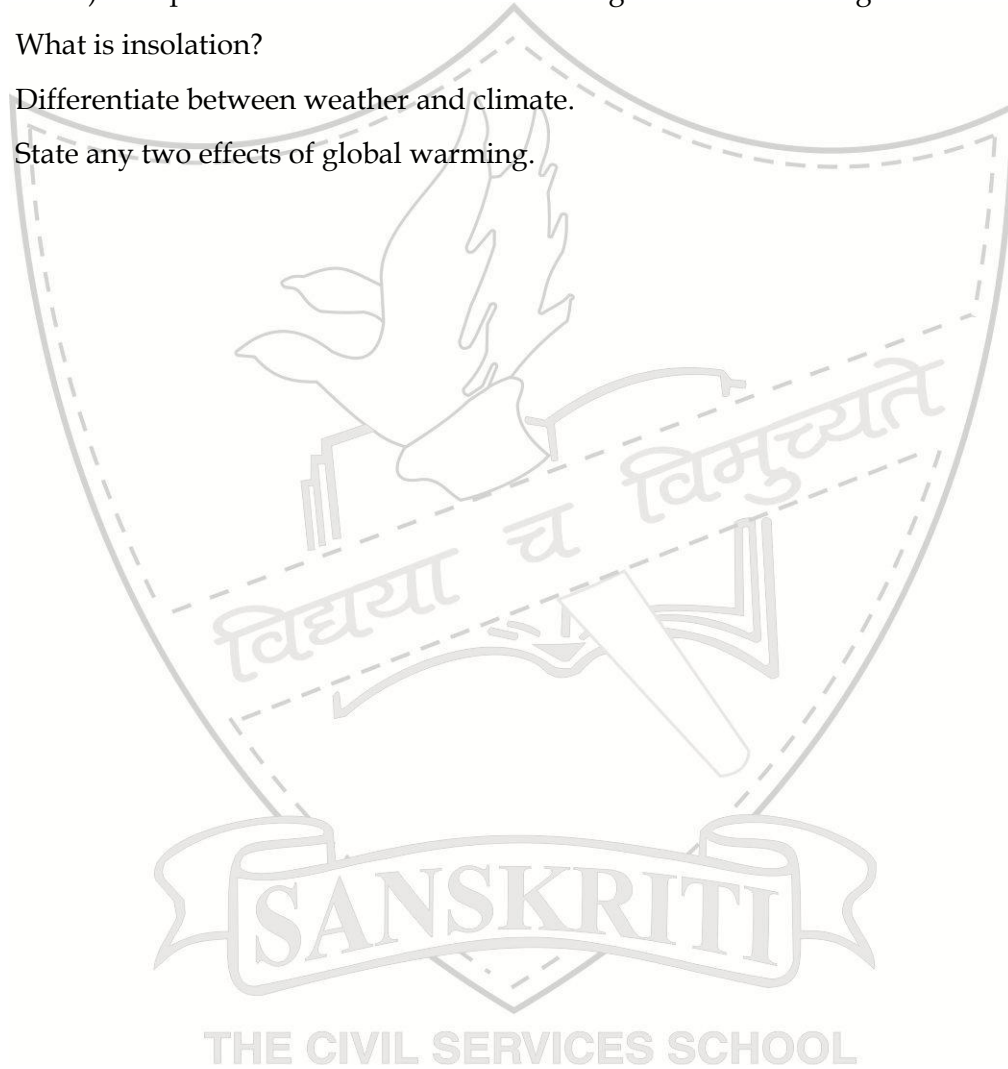 What is insolation?
Differentiate between weather and climate.
State any two effects of global warming.
विद्यया च विमुच्यते
SANSKRITI
THE CIVIL SERVICES SCHOOL